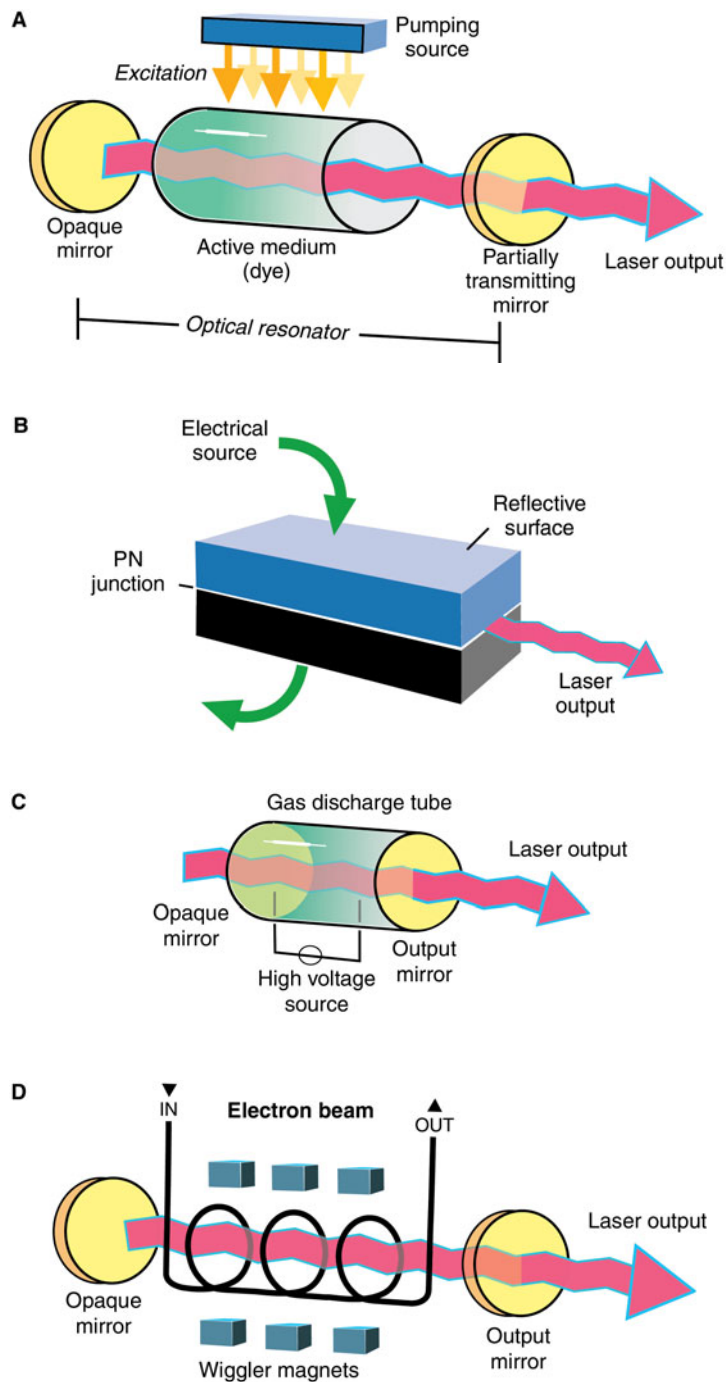 A
Pumping
source
Excitation
Opaque
mirror
Active medium
(dye)
Partially
transmitting
mirror
Laser output
Optical resonator
B
Electrical
source
Reflective
surface
PN
junction
Laser
output
C
Gas discharge tube
Laser output
Opaque
mirror
Output
mirror
High voltage
source
D
IN
Electron beam
OUT
Laser output
Opaque
mirror
Output
mirror
Wiggler magnets